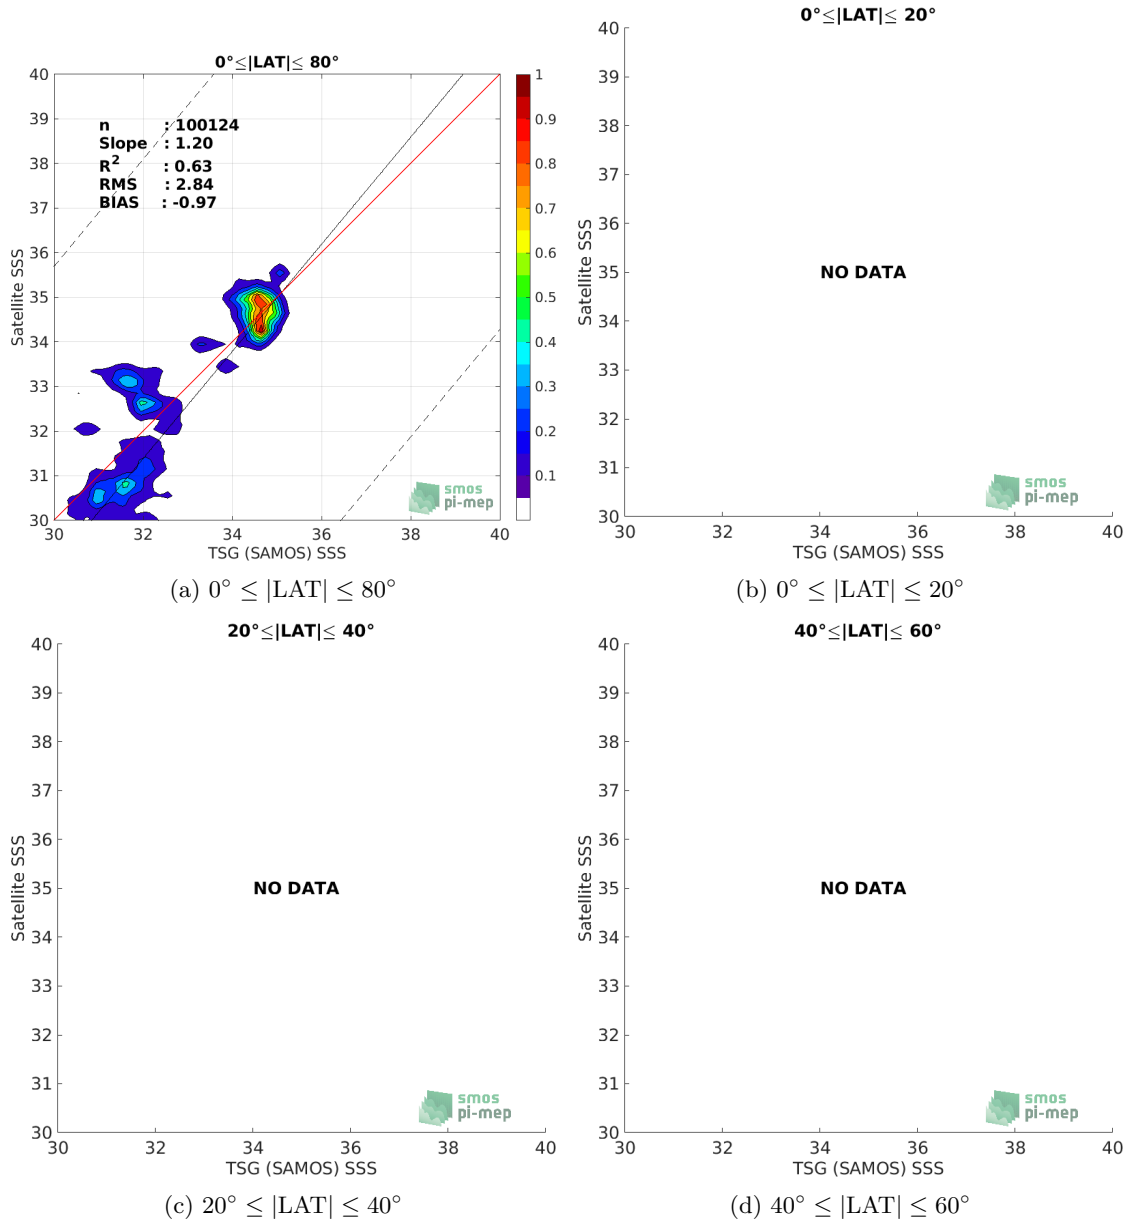 0°≤|LAT|≤ 80°
40
39
38
37
36
35
34
33
32
31
30
Satellite SSS
n : 100124
Slope : 1.20
R² : 0.63
RMS : 2.84
BIAS : -0.97
smos
pi-mep
30 32 34 36 38 40
TSG (SAMOS) SSS
1
0.9
0.8
0.7
0.6
0.5
0.4
0.3
0.2
0.1
(a) 0° ≤ |LAT| ≤ 80°
0°≤|LAT|≤ 20°
40
39
38
37
36
35
34
33
32
31
30
Satellite SSS
NO DATA
smos
pi-mep
30 32 34 36 38 40
TSG (SAMOS) SSS
(b) 0° ≤ |LAT| ≤ 20°
20°≤|LAT|≤ 40°
40
39
38
37
36
35
34
33
32
31
30
Satellite SSS
NO DATA
smos
pi-mep
30 32 34 36 38 40
TSG (SAMOS) SSS
(c) 20° ≤ |LAT| ≤ 40°
40°≤|LAT|≤ 60°
40
39
38
37
36
35
34
33
32
31
30
Satellite SSS
NO DATA
smos
pi-mep
30 32 34 36 38 40
TSG (SAMOS) SSS
(d) 40° ≤ |LAT| ≤ 60°